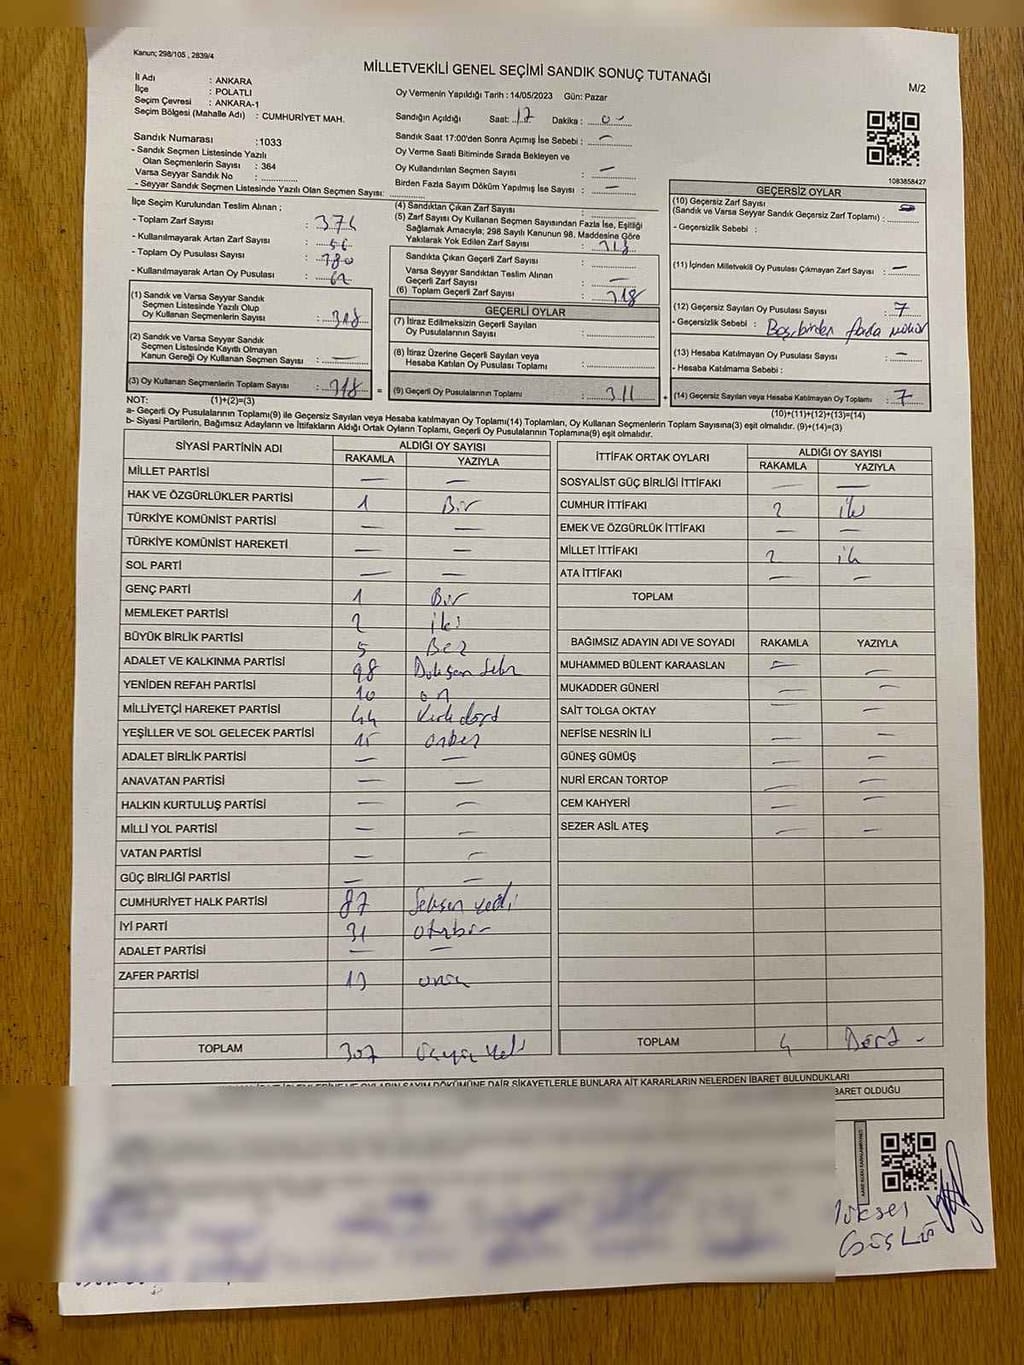 Kanun; 298/105 , 2839/4
MİLLETVEKİLİ GENEL SEÇİMİ SANDIK SONUÇ TUTANAĞI
M/2
İl Adı : ANKARA
İlçe : POLATLI
Seçim Çevresi : ANKARA-1
Seçim Bölgesi (Mahalle Adı) : CUMHURİYET MAH.
Sandık Numarası :1033
- Sandık Seçmen Listesinde Yazılı
Olan Seçmenlerin Sayısı : 364
Varsa Seyyar Sandık No :
- Seyyar Sandık Seçmen Listesinde Yazılı Olan Seçmen Sayısı:
Oy Vermenin Yapıldığı Tarih : 14/05/2023 Gün: Pazar
Sandığın Açıldığı Saat: 17 Dakika : 0 -
Sandık Saat 17:00'den Sonra Açımış İse Sebebi : —
Oy Verme Saati Bitiminde Sırada Bekleyen ve
Oy Kullandırılan Seçmen Sayısı : —
Birden Fazla Sayım Döküm Yapılmış İse Sayısı : —
1083858427
İlçe Seçim Kurulundan Teslim Alınan ;
- Toplam Zarf Sayısı :
- Kullanılmayarak Artan Zarf Sayısı : 56
- Toplam Oy Pusulası Sayısı : 380
- Kullanılmayarak Artan Oy Pusulası : 62
(1) Sandık ve Varsa Seyyar Sandık
Seçmen Listesinde Yazılı Olup
Oy Kullanan Seçmenlerin Sayısı : 318
(2) Sandık ve Varsa Seyyar Sandık
Seçmen Listesinde Kayıtlı Olmayan
Kanun Gereği Oy Kullanan Seçmen Sayısı : —
(3) Oy Kullanan Seçmenlerin Toplam Sayısı : 318
(4) Sandıktan Çıkan Zarf Sayısı :
(5) Zarf Sayısı Oy Kullanan Seçmen Sayısından Fazla İse, Eşitliği
Sağlamak Amacıyla; 298 Sayılı Kanunun 98. Maddesine Göre
Yakılarak Yok Edilen Zarf Sayısı : 318
Sandıkta Çıkan Geçerli Zarf Sayısı :
Varsa Seyyar Sandıktan Teslim Alınan
Geçerli Zarf Sayısı : —
(6) Toplam Geçerli Zarf Sayısı : 318
GEÇERLİ OYLAR
(7) İtiraz Edilmeksizin Geçerli Sayılan
Oy Pusulalarının Sayısı :
(8) İtiraz Üzerine Geçerli Sayılan veya
Hesaba Katılan Oy Pusulası Toplamı :
= (9) Geçerli Oy Pusulalarının Toplamı : 311
GEÇERSİZ OYLAR
(10) Geçersiz Zarf Sayısı
(Sandık ve Varsa Seyyar Sandık Geçersiz Zarf Toplamı) : —
- Geçersizlik Sebebi :
(11) İçinden Milletvekili Oy Pusulası Çıkmayan Zarf Sayısı : —
(12) Geçersiz Sayılan Oy Pusulası Sayısı : 7
- Geçersizlik Sebebi : birden fazla mühür
(13) Hesaba Katılmayan Oy Pusulası Sayısı : —
- Hesaba Katılmama Sebebi :
+ (14) Geçersiz Sayılan veya Hesaba Katılmayan Oy Toplamı : 7
NOT: (1)+(2)=(3)
(10)+(11)+(12)+(13)=(14)
a- Geçerli Oy Pusulalarının Toplamı(9) ile Geçersiz Sayılan veya Hesaba katılmayan Oy Toplamı(14) Toplamları, Oy Kullanan Seçmenlerin Toplam Sayısına(3) eşit olmalıdır. (9)+(14)=(3)
b- Siyasi Partilerin, Bağımsız Adayların ve İttifakların Aldığı Ortak Oyların Toplamı, Geçerli Oy Pusulalarının Toplamına(9) eşit olmalıdır.
SİYASİ PARTİNİN ADI ALDIĞI OY SAYISI
RAKAMLA YAZIYLA
MİLLET PARTİSİ — —
HAK VE ÖZGÜRLÜKLER PARTİSİ 1 Bir
TÜRKİYE KOMÜNİST PARTİSİ — —
TÜRKİYE KOMÜNİST HAREKETİ — —
SOL PARTİ — —
GENÇ PARTİ 1 Bir
MEMLEKET PARTİSİ 2 iki
BÜYÜK BİRLİK PARTİSİ 5 Beş
ADALET VE KALKINMA PARTİSİ 98 Doksan Sekiz
YENİDEN REFAH PARTİSİ 10 on
MİLLİYETÇİ HAREKET PARTİSİ 44 Kırk dört
YEŞİLLER VE SOL GELECEK PARTİSİ 15 onbeş
ADALET BİRLİK PARTİSİ — —
ANAVATAN PARTİSİ — —
HALKIN KURTULUŞ PARTİSİ — —
MİLLİ YOL PARTİSİ — —
VATAN PARTİSİ — —
GÜÇ BİRLİĞİ PARTİSİ — —
CUMHURİYET HALK PARTİSİ 87 Seksen yedi
İYİ PARTİ 31 otuzbir
ADALET PARTİSİ — —
ZAFER PARTİSİ 13 onüç
TOPLAM 307 üçyüz yedi
İTTİFAK ORTAK OYLARI ALDIĞI OY SAYISI
RAKAMLA YAZIYLA
SOSYALİST GÜÇ BİRLİĞİ İTTİFAKI — —
CUMHUR İTTİFAKI 2 iki
EMEK VE ÖZGÜRLÜK İTTİFAKI — —
MİLLET İTTİFAKI 2 iki
ATA İTTİFAKI — —
TOPLAM
BAĞIMSIZ ADAYIN ADI VE SOYADI RAKAMLA YAZIYLA
MUHAMMED BÜLENT KARAASLAN — —
MUKADDER GÜNERİ — —
SAİT TOLGA OKTAY — —
NEFİSE NESRİN İLİ — —
GÜNEŞ GÜMÜŞ — —
NURİ ERCAN TORTOP — —
CEM KAHYERİ — —
SEZER ASİL ATEŞ — —
TOPLAM 4 Dört -
OYLARIN SAYIM DÖKÜMÜNE DAİR ŞİKAYETLERLE BUNLARA AİT KARARLARIN NELERDEN İBARET BULUNDUKLARI
İBARET OLDUĞU